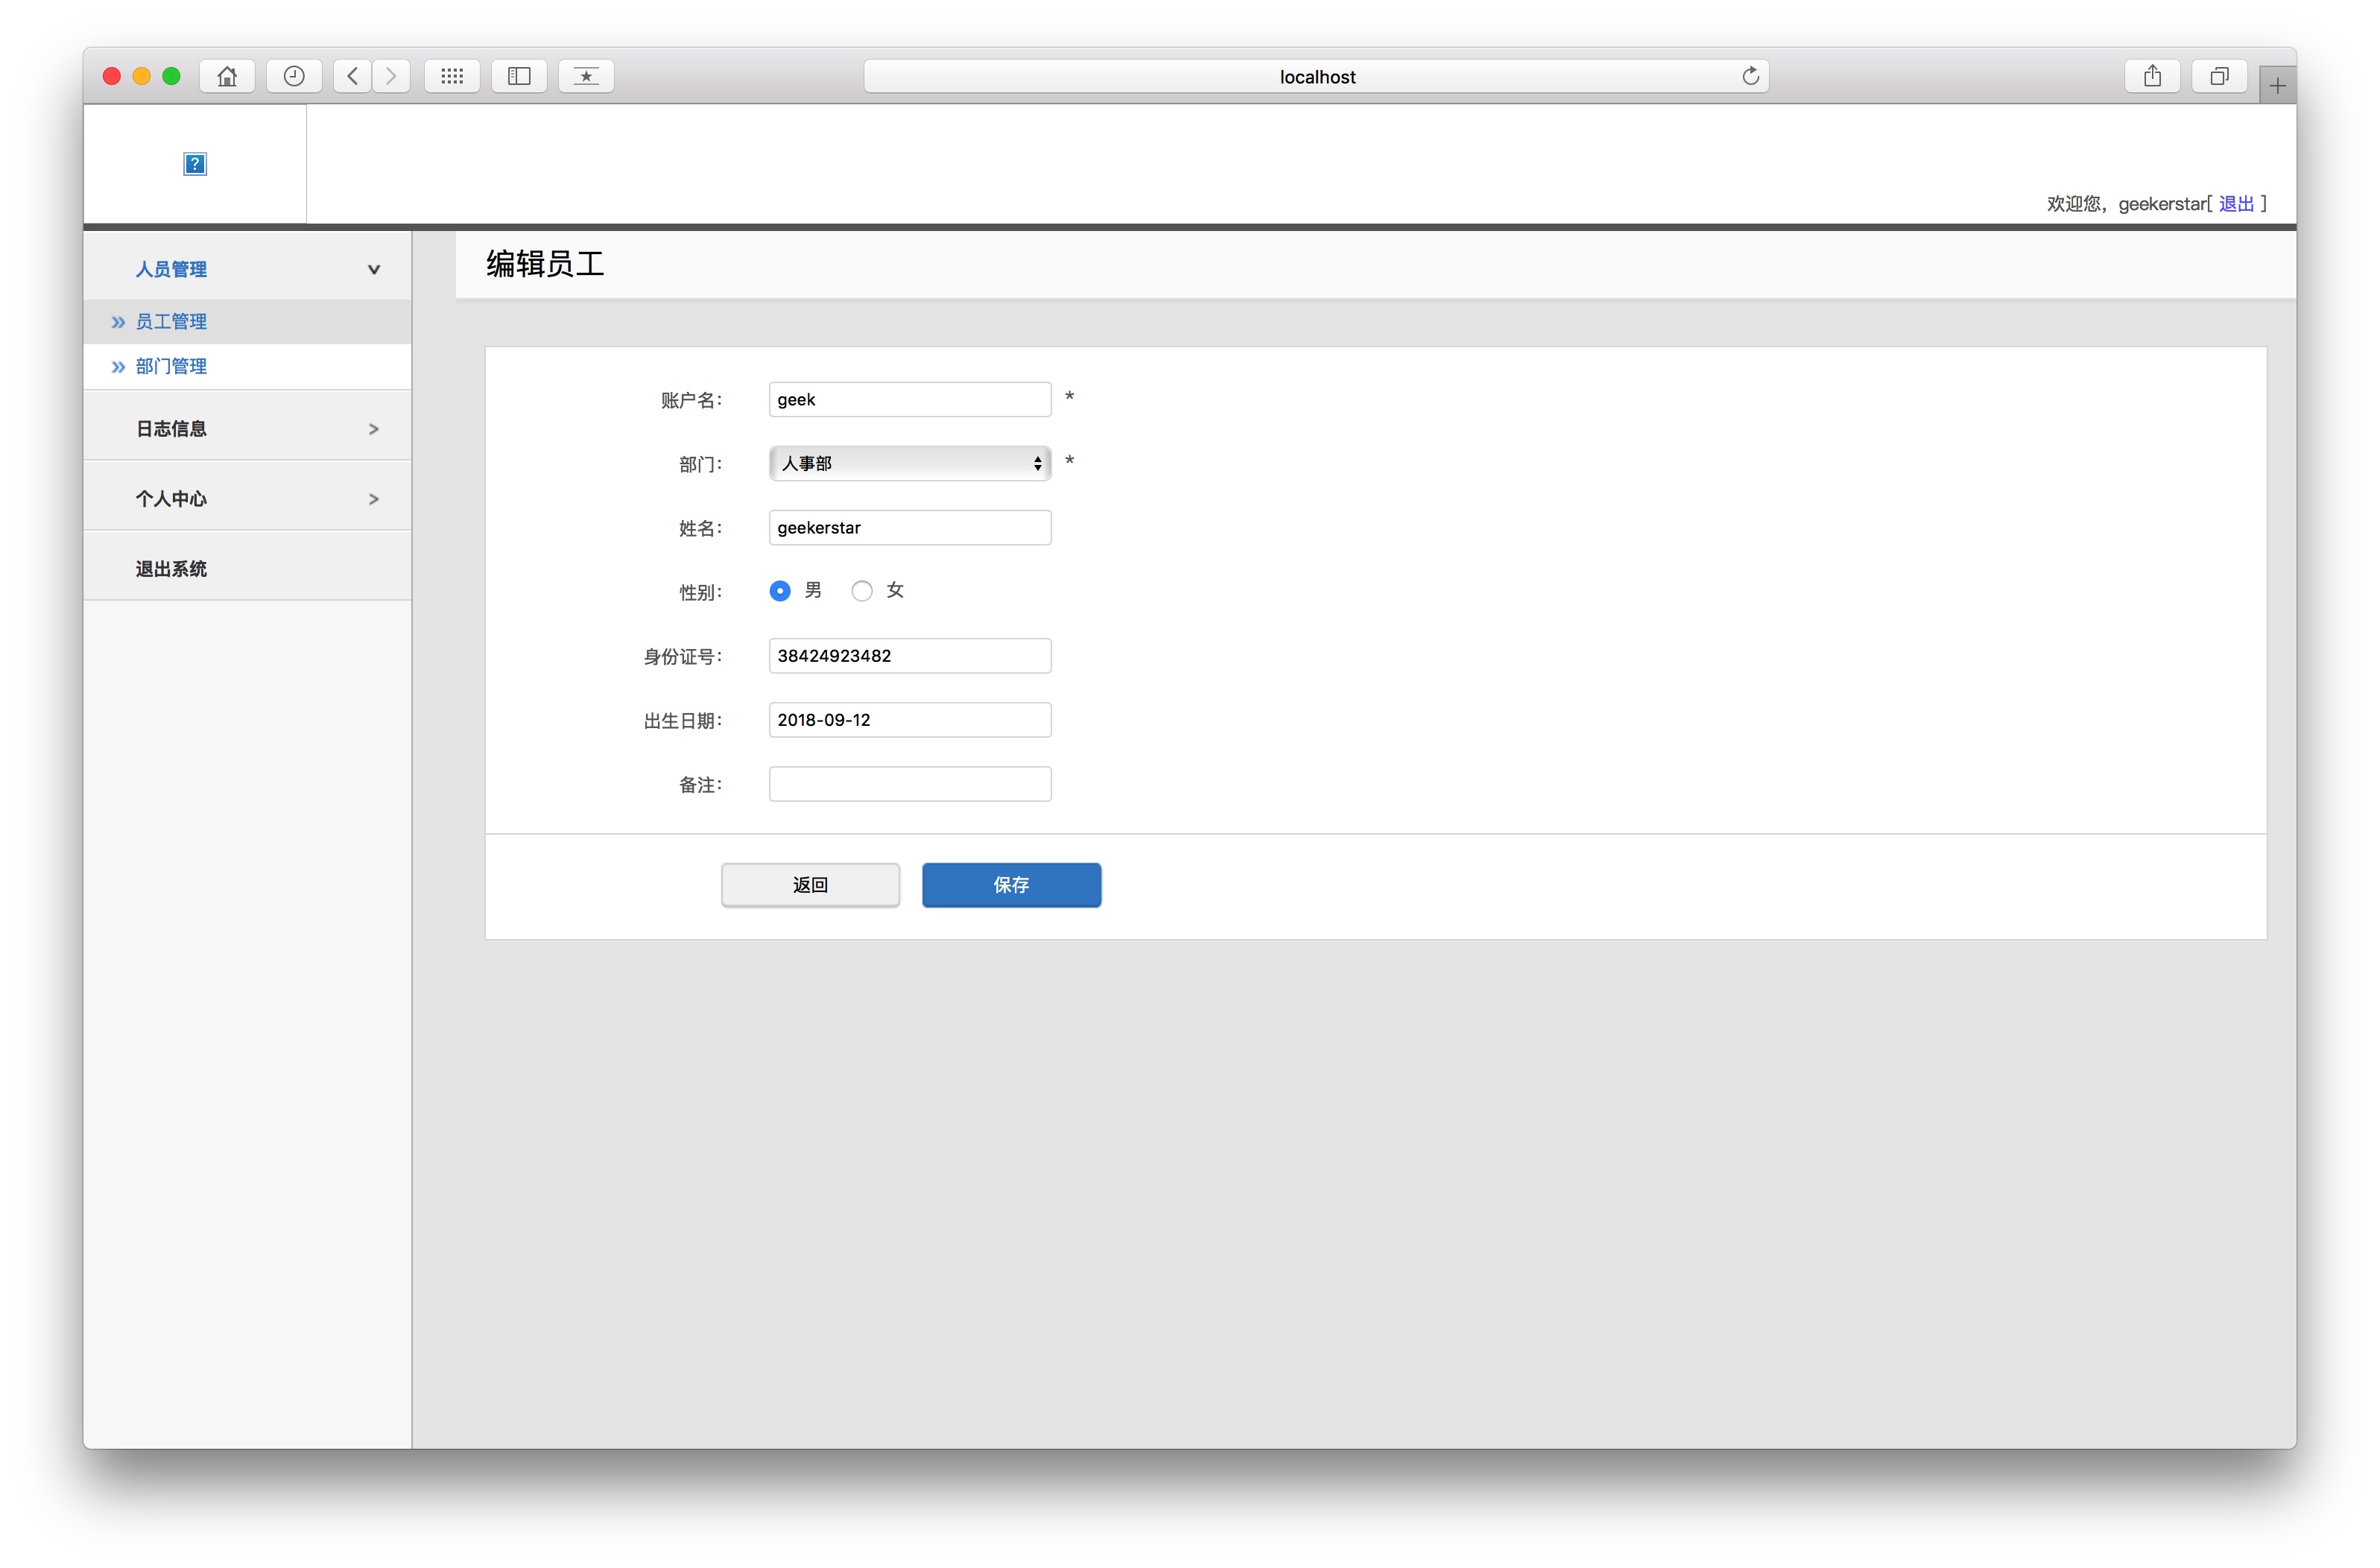 localhost
欢迎您，geekerstar[ 退出 ]
人员管理
员工管理
部门管理
日志信息
个人中心
退出系统
编辑员工
账户名： geek *
部门： 人事部 *
姓名： geekerstar
性别： 男 女
身份证号： 38424923482
出生日期： 2018-09-12
备注：
返回 保存